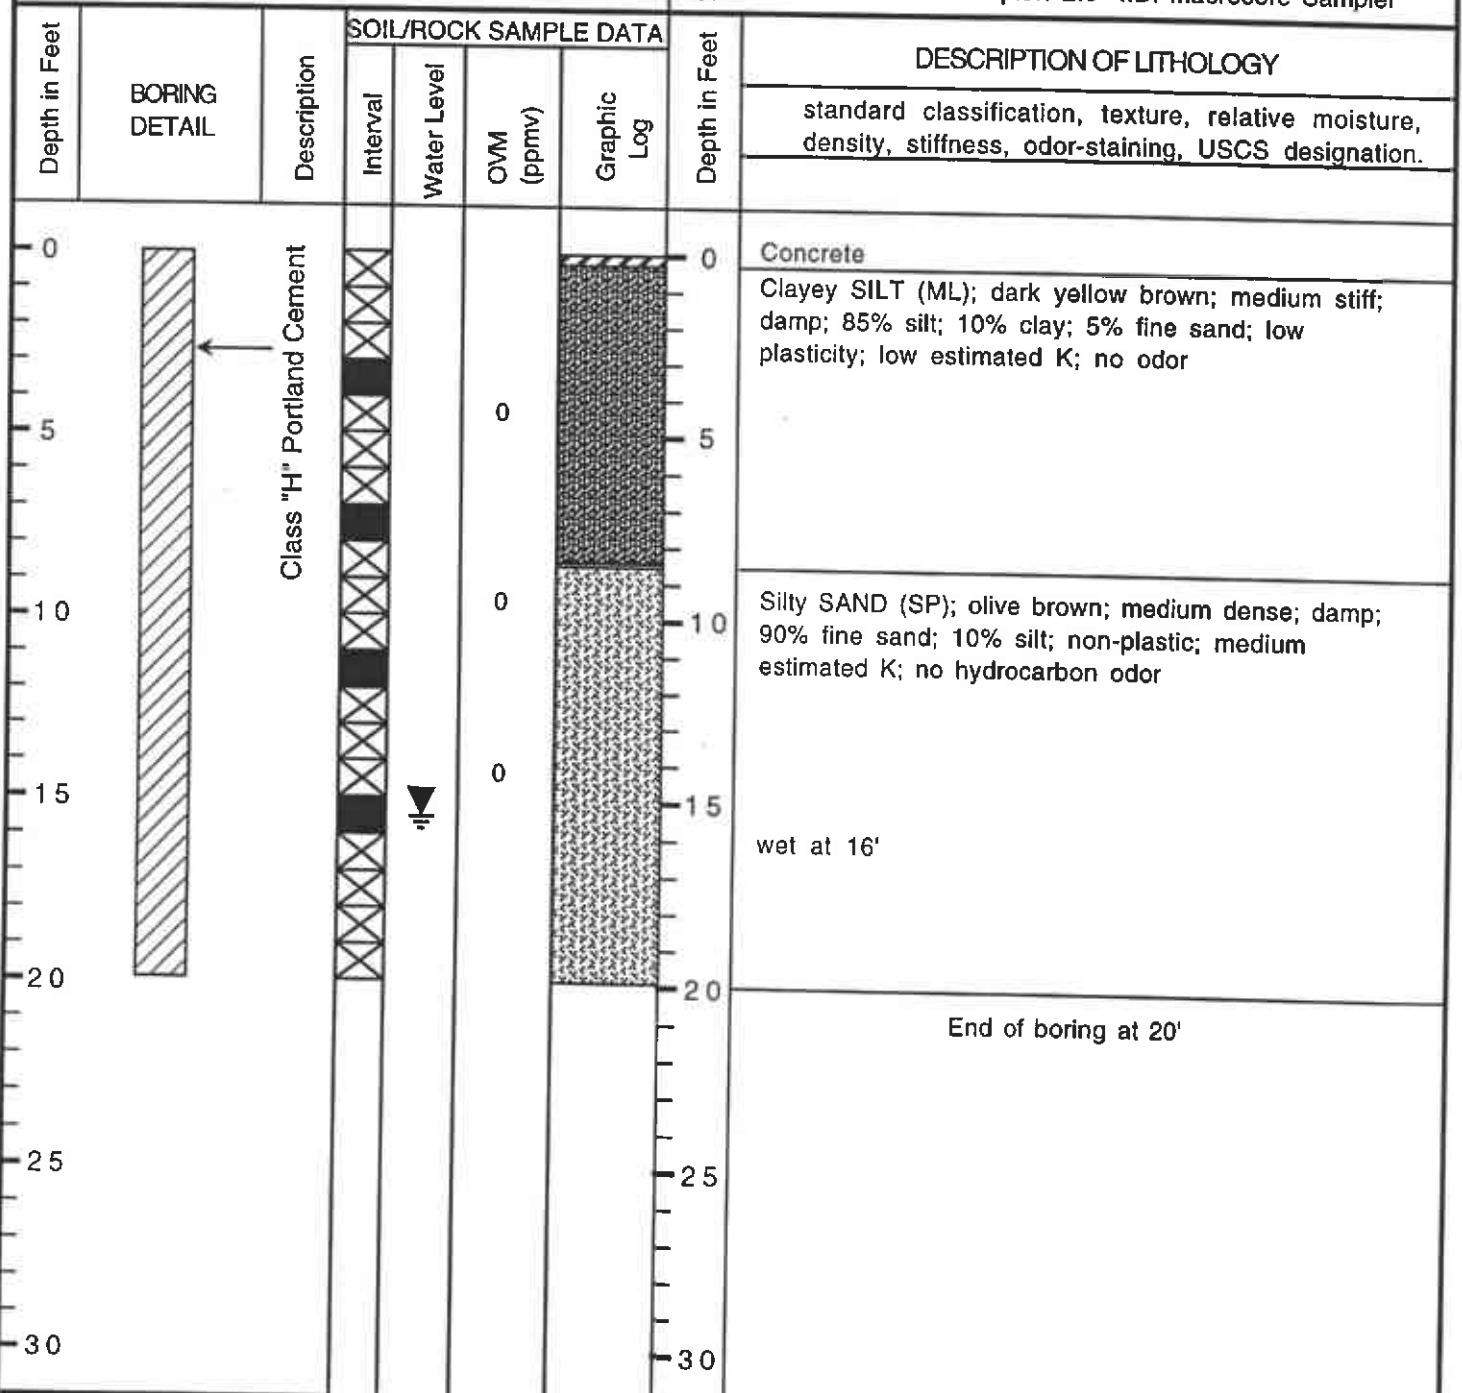 Macrocore Sampler
SOIL/ROCK SAMPLE DATA
Depth in Feet
BORING
DETAIL
Description
Interval
Water Level
OVM
(ppmv)
Graphic
Log
Depth in Feet
DESCRIPTION OF LITHOLOGY
standard classification, texture, relative moisture,
density, stiffness, odor-staining, USCS designation.
0
5
10
15
20
25
30
Class "H" Portland Cement
0
0
0
0
5
10
15
20
25
30
Concrete
Clayey SILT (ML); dark yellow brown; medium stiff;
damp; 85% silt; 10% clay; 5% fine sand; low
plasticity; low estimated K; no odor
Silty SAND (SP); olive brown; medium dense; damp;
90% fine sand; 10% silt; non-plastic; medium
estimated K; no hydrocarbon odor
wet at 16'
End of boring at 20'